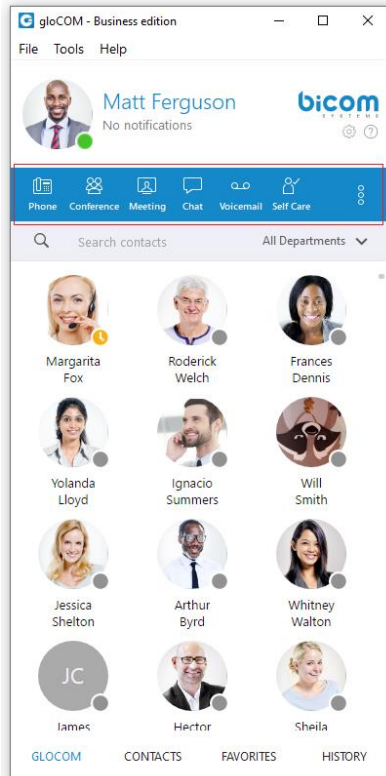 gloCOM - Business edition
File Tools Help
Matt Ferguson
No notifications
bicom
SYSTEMS
Phone Conference Meeting Chat Voicemail Self Care
Search contacts All Departments
Margarita Fox
Roderick Welch
Frances Dennis
Yolanda Lloyd
Ignacio Summers
Will Smith
Jessica Shelton
Arthur Byrd
Whitney Walton
JC
James Hector Sheila
GLOCOM CONTACTS FAVORITES HISTORY